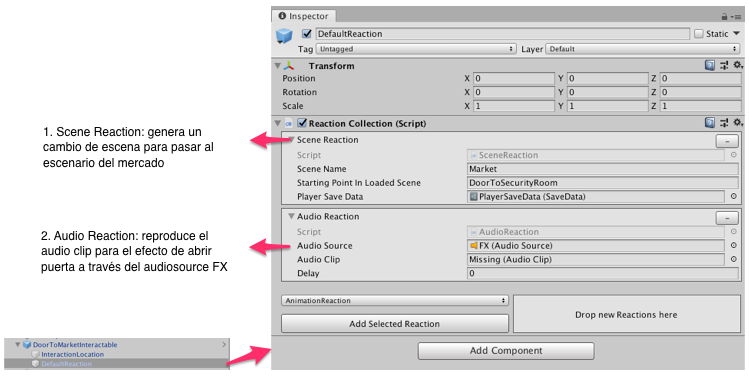 Inspector
DefaultReaction
Static
Tag Untagged Layer Default
Transform
Position X 0 Y 0 Z 0
Rotation X 0 Y 0 Z 0
Scale X 1 Y 1 Z 1
Reaction Collection (Script)
1. Scene Reaction: genera un
cambio de escena para pasar al
escenario del mercado
Scene Reaction
Script SceneReaction
Scene Name Market
Starting Point In Loaded Scene DoorToSecurityRoom
Player Save Data PlayerSaveData (SaveData)
2. Audio Reaction: reproduce el
audio clip para el efecto de abrir
puerta a través del audiosource FX
Audio Reaction
Script AudioReaction
Audio Source FX (Audio Source)
Audio Clip Missing (Audio Clip)
Delay 0
AnimationReaction
Add Selected Reaction
Drop new Reactions here
Add Component
DoorToMarketInteractable
InteractionLocation
DefaultReaction